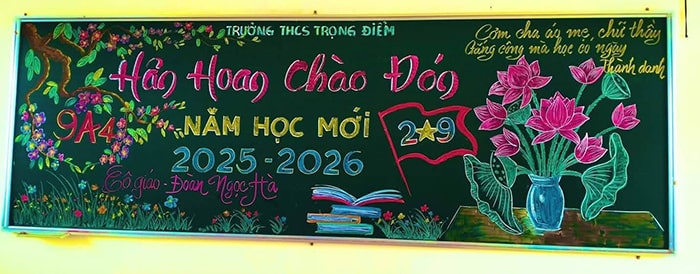 TRƯỜNG THCS TRỌNG ĐIỂM
Hân Hoan Chào Đón
NĂM HỌC MỚI
2025-2026
9A4
Cô giáo - Đoàn Ngọc Hà
2★9
Cơm cha áo mẹ, chữ thầy
Gắng công mà học có ngày
thành danh